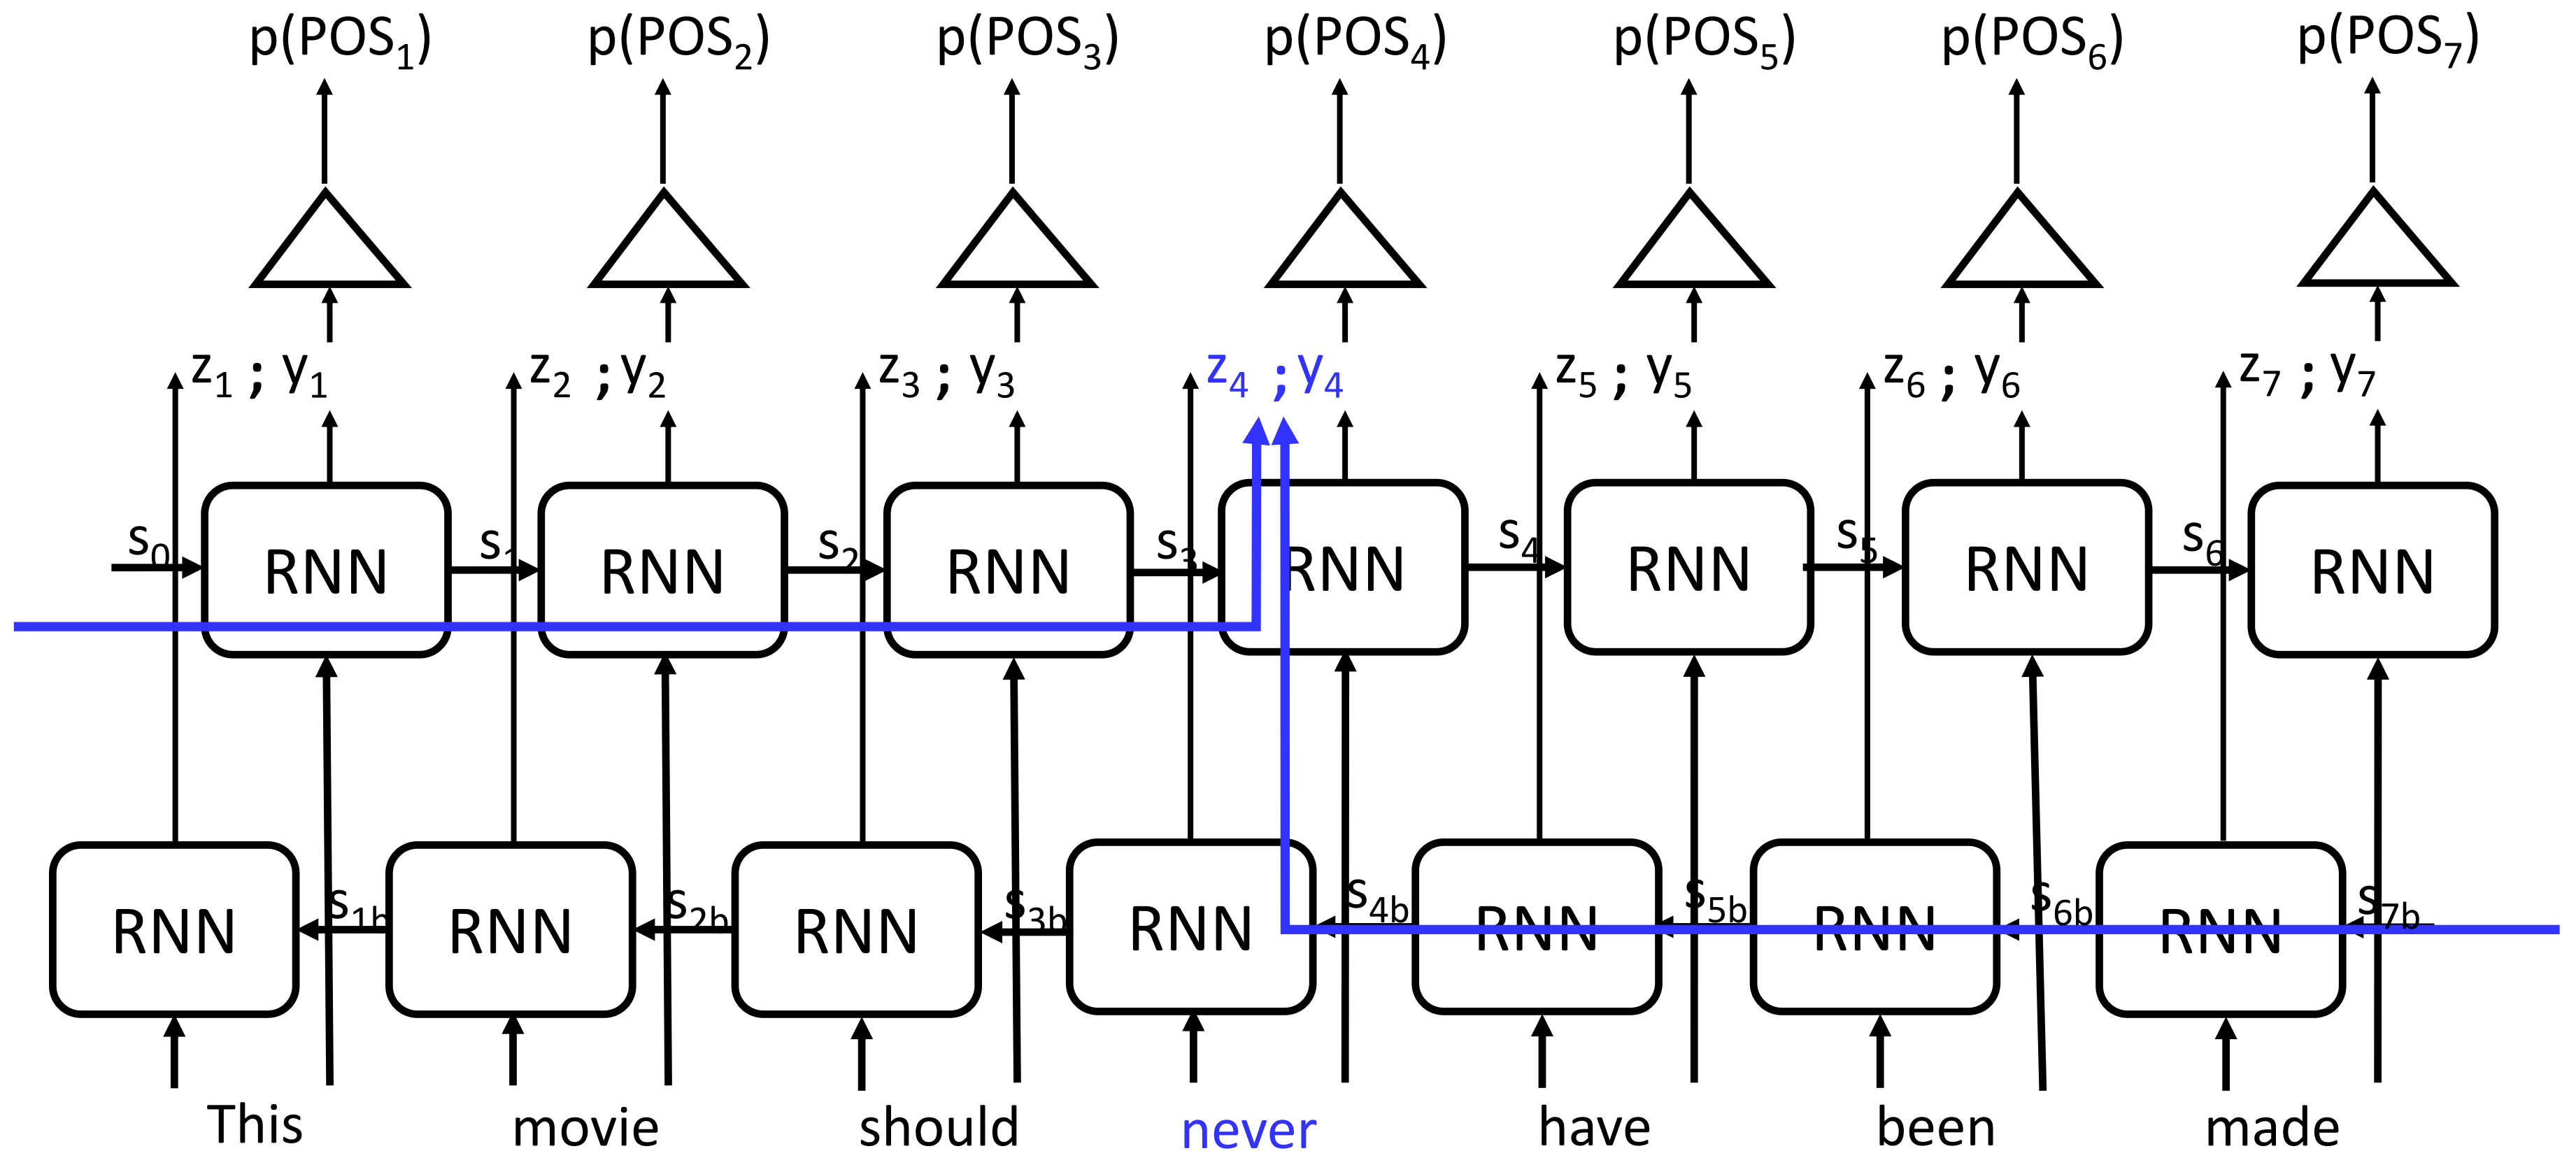 p(POS₁) p(POS₂) p(POS₃) p(POS₄) p(POS₅) p(POS₆) p(POS₇)
z₁ ; y₁ z₂ ; y₂ z₃ ; y₃ z₄ ; y₄ z₅ ; y₅ z₆ ; y₆ z₇ ; y₇
s₀ RNN s₁ RNN s₂ RNN s₃ RNN s₄ RNN s₅ RNN s₆ RNN
RNN s₁b RNN s₂b RNN s₃b RNN s₄b RNN s₅b RNN s₆b RNN s₇b
This movie should never have been made